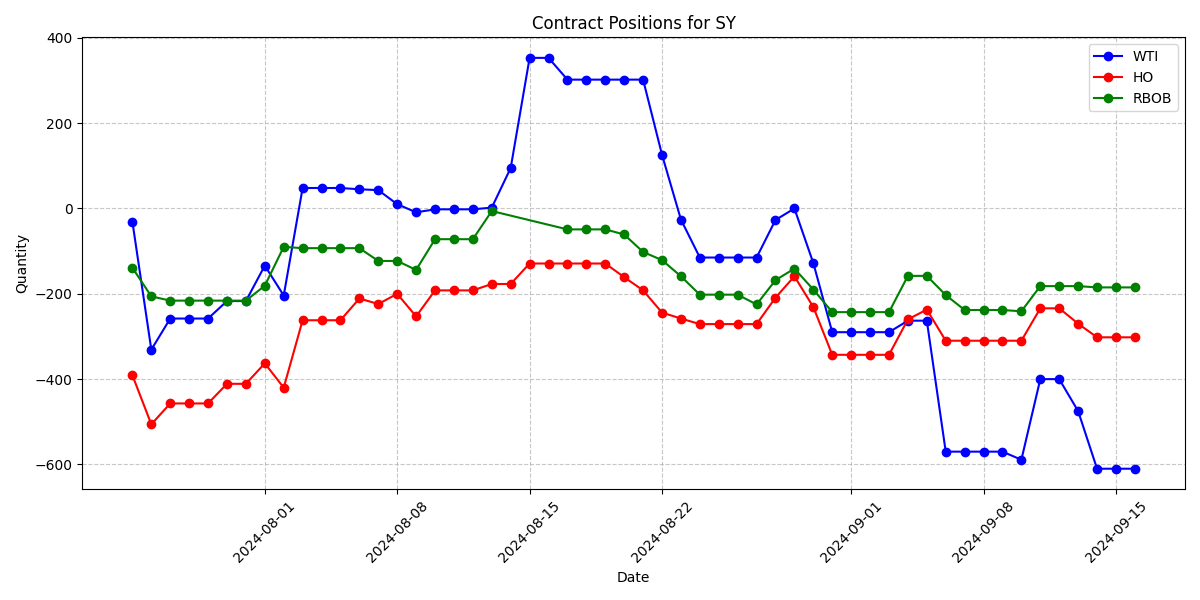 Contract Positions for SY
WTI
HO
RBOB
400
200
0
−200
−400
−600
Quantity
2024-08-01
2024-08-08
2024-08-15
2024-08-22
2024-09-01
2024-09-08
2024-09-15
Date